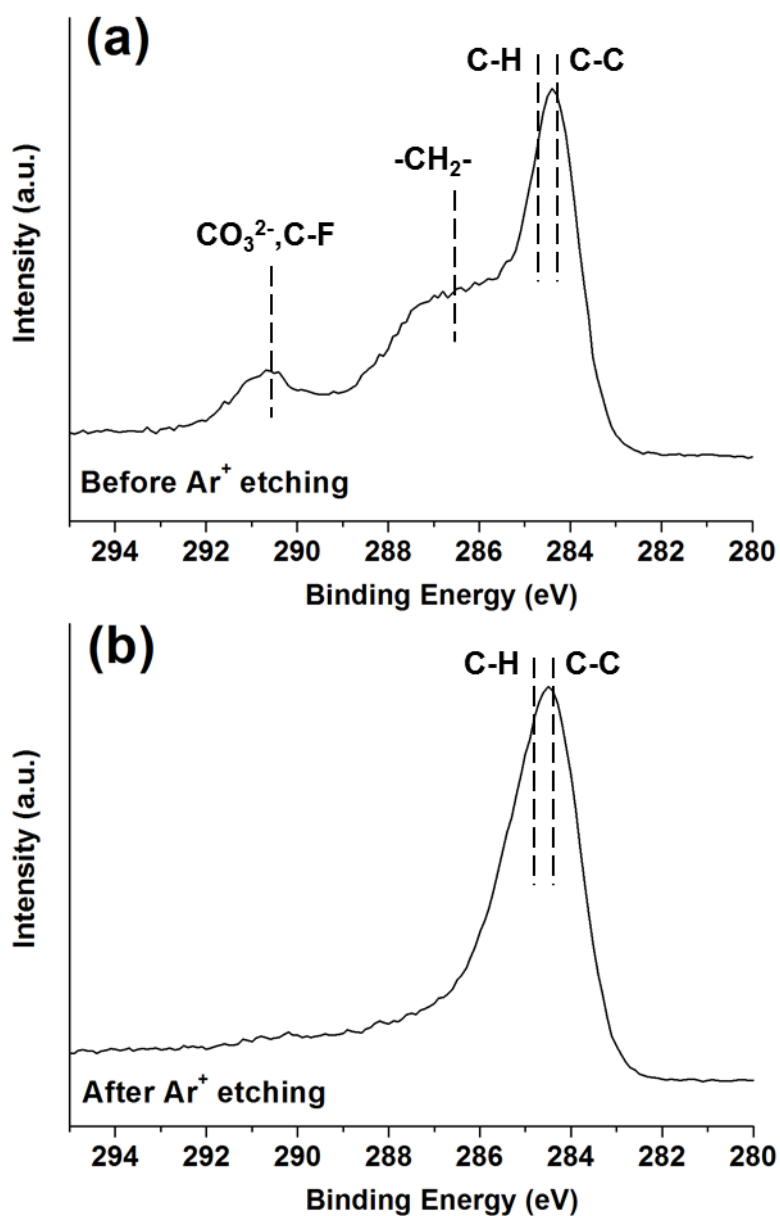 (a)
C-H C-C
-CH₂-
CO₃²⁻,C-F
Intensity (a.u.)
Before Ar⁺ etching
294 292 290 288 286 284 282 280
Binding Energy (eV)
(b)
C-H C-C
Intensity (a.u.)
After Ar⁺ etching
294 292 290 288 286 284 282 280
Binding Energy (eV)